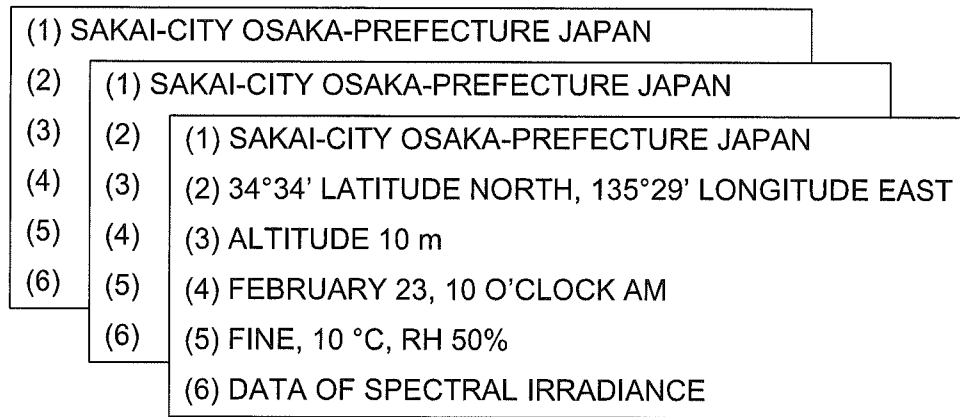 (1) SAKAI-CITY OSAKA-PREFECTURE JAPAN
(2)
(3)
(4)
(5)
(6)
(1) SAKAI-CITY OSAKA-PREFECTURE JAPAN
(2)
(3)
(4)
(5)
(6)
(1) SAKAI-CITY OSAKA-PREFECTURE JAPAN
(2) 34°34' LATITUDE NORTH, 135°29' LONGITUDE EAST
(3) ALTITUDE 10 m
(4) FEBRUARY 23, 10 O'CLOCK AM
(5) FINE, 10 °C, RH 50%
(6) DATA OF SPECTRAL IRRADIANCE